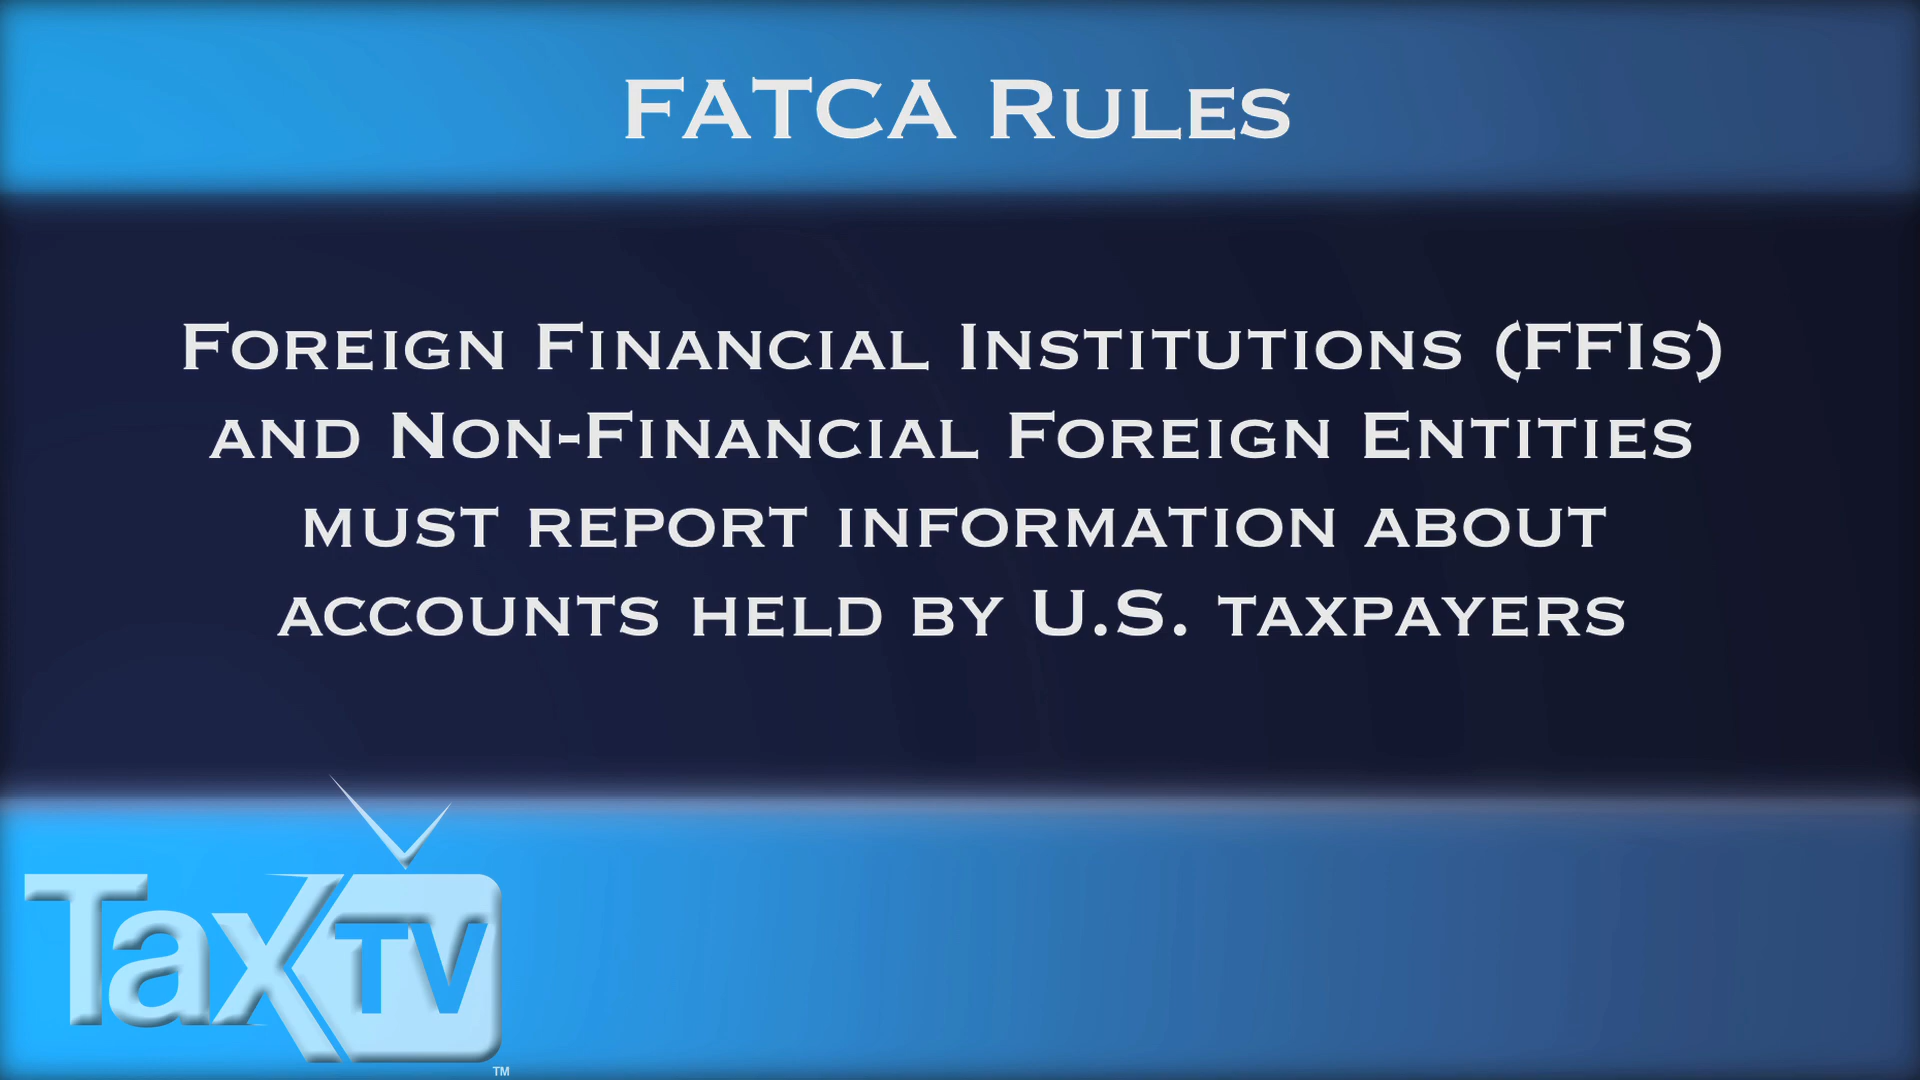 FATCA Rules
Foreign Financial Institutions (FFIs)
and Non-Financial Foreign Entities
must report information about
accounts held by U.S. taxpayers
TaxTV
TM